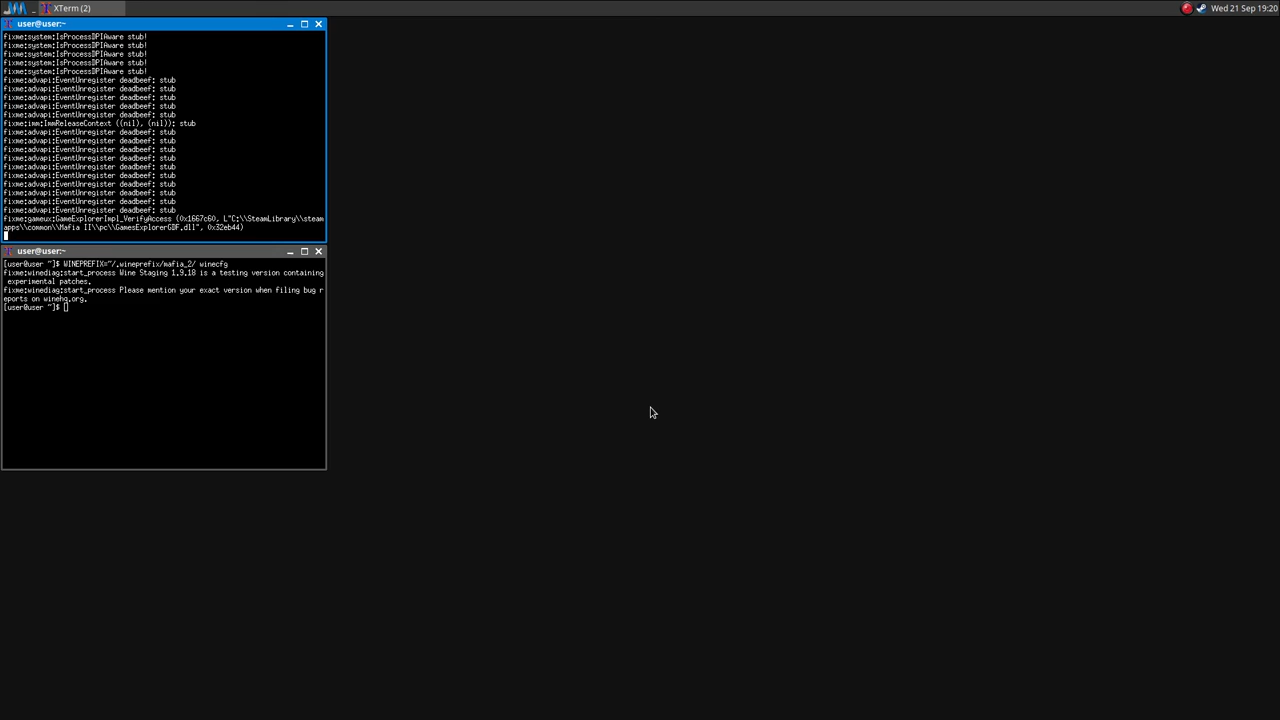 XTerm (2)
Wed 21 Sep 19:20
user@user:~
fixme:system:IsProcessDPIAware stub!
fixme:system:IsProcessDPIAware stub!
fixme:system:IsProcessDPIAware stub!
fixme:system:IsProcessDPIAware stub!
fixme:system:IsProcessDPIAware stub!
fixme:advapi:EventUnregister deadbeef: stub
fixme:advapi:EventUnregister deadbeef: stub
fixme:advapi:EventUnregister deadbeef: stub
fixme:advapi:EventUnregister deadbeef: stub
fixme:advapi:EventUnregister deadbeef: stub
fixme:imm:ImmReleaseContext ((nil), (nil)): stub
fixme:advapi:EventUnregister deadbeef: stub
fixme:advapi:EventUnregister deadbeef: stub
fixme:advapi:EventUnregister deadbeef: stub
fixme:advapi:EventUnregister deadbeef: stub
fixme:advapi:EventUnregister deadbeef: stub
fixme:advapi:EventUnregister deadbeef: stub
fixme:advapi:EventUnregister deadbeef: stub
fixme:advapi:EventUnregister deadbeef: stub
fixme:advapi:EventUnregister deadbeef: stub
fixme:advapi:EventUnregister deadbeef: stub
fixme:gameux:GameExplorerImpl_VerifyAccess (0x1667c60, L"C:\\SteamLibrary\\steam
apps\\common\\Mafia II\\pc\\GamesExplorerGDF.dll", 0x32eb44)
user@user:~
[user@user ~]$ WINEPREFIX="/.wineprefix/mafia_2/ winecfg
fixme:winediag:start_process Wine Staging 1.9.18 is a testing version containing
experimental patches.
fixme:winediag:start_process Please mention your exact version when filing bug r
eports on winehq.org.
[user@user ~]$